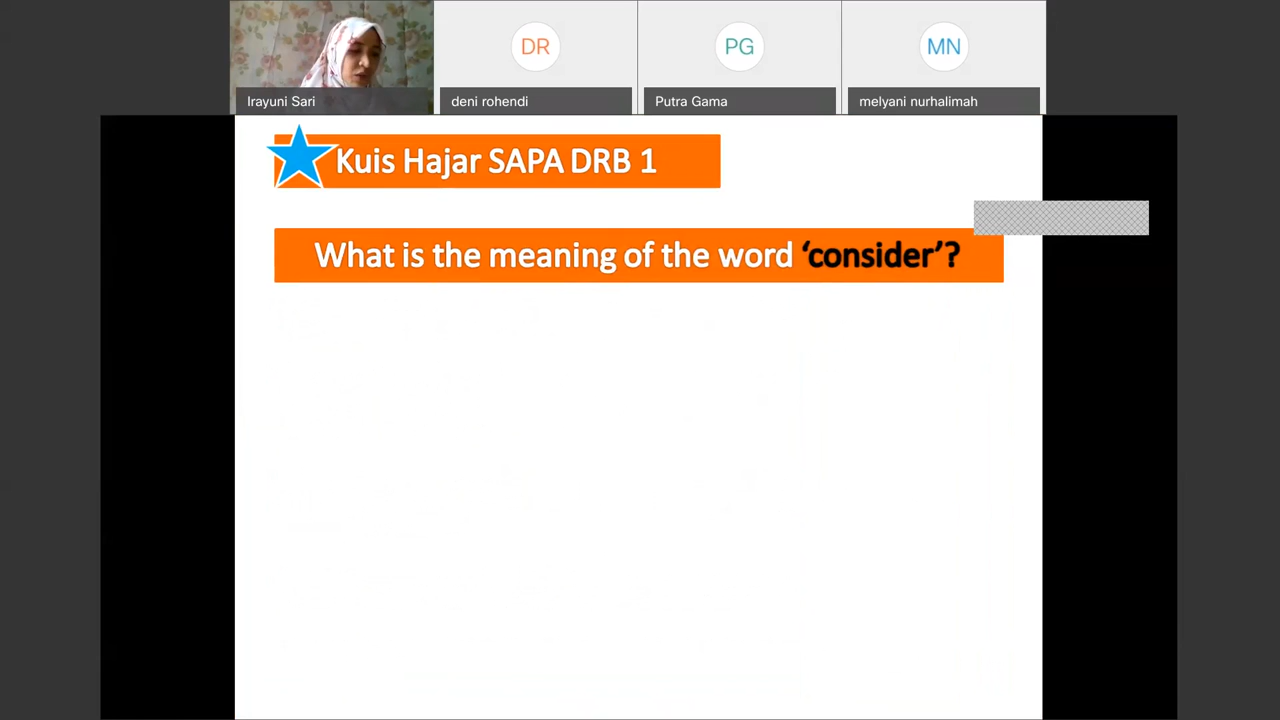 DR
PG
MN
Irayuni Sari
deni rohendi
Putra Gama
melyani nurhalimah
Kuis Hajar SAPA DRB 1
What is the meaning of the word ‘consider’?